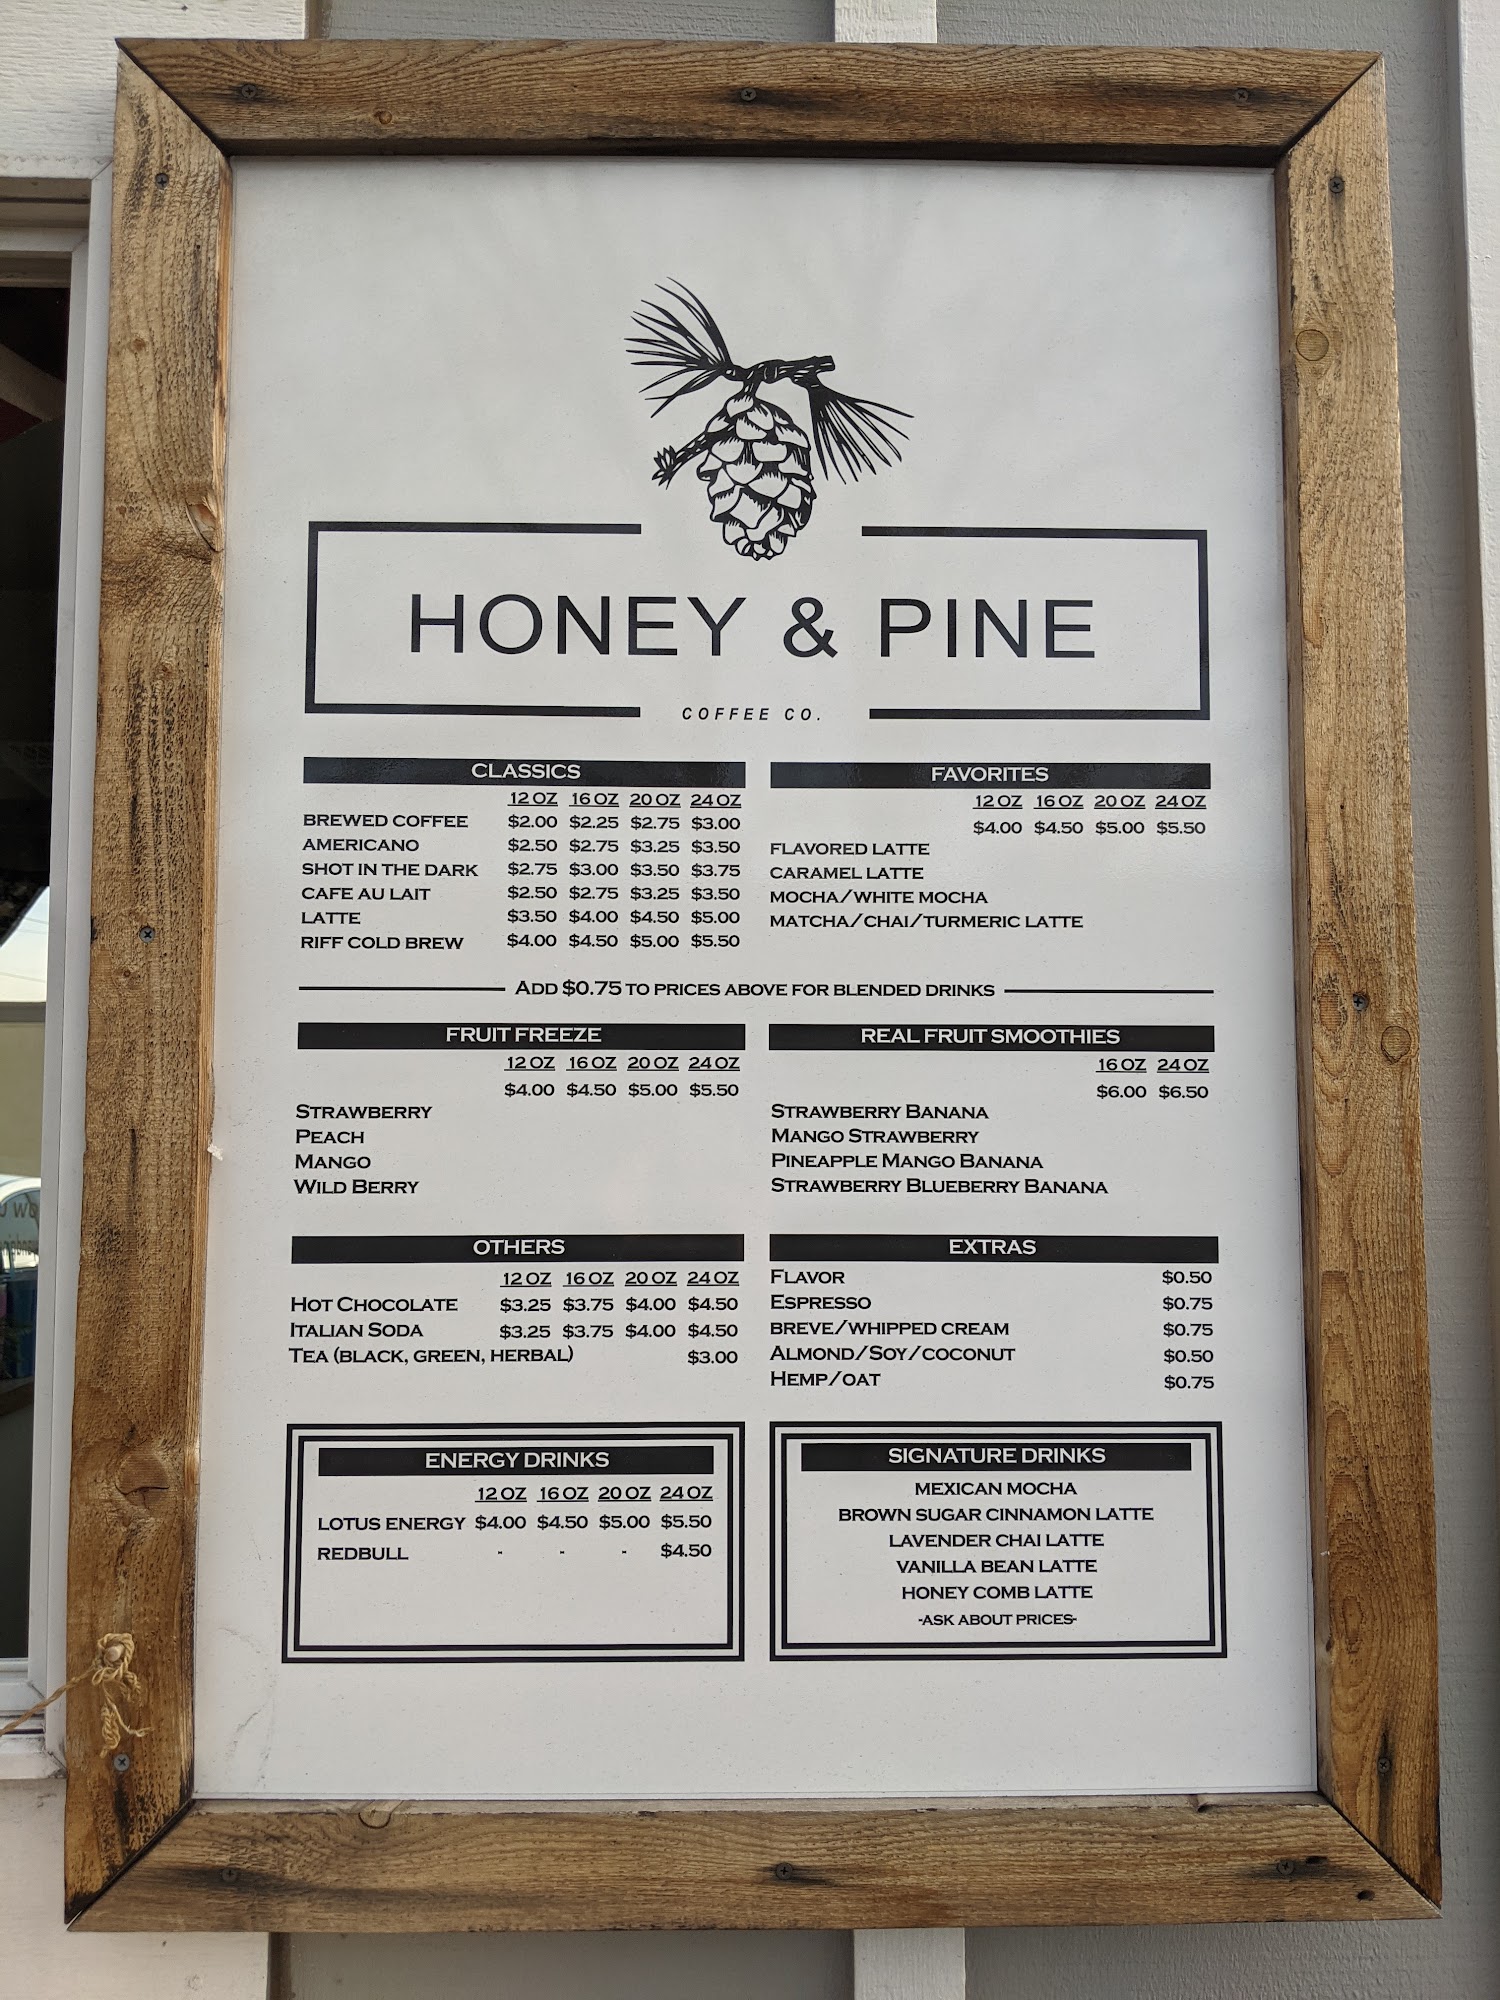 HONEY & PINE
COFFEE CO.
CLASSICS
12 OZ 16 OZ 20 OZ 24 OZ
BREWED COFFEE $2.00 $2.25 $2.75 $3.00
AMERICANO $2.50 $2.75 $3.25 $3.50
SHOT IN THE DARK $2.75 $3.00 $3.50 $3.75
CAFE AU LAIT $2.50 $2.75 $3.25 $3.50
LATTE $3.50 $4.00 $4.50 $5.00
RIFF COLD BREW $4.00 $4.50 $5.00 $5.50
FAVORITES
12 OZ 16 OZ 20 OZ 24 OZ
$4.00 $4.50 $5.00 $5.50
FLAVORED LATTE
CARAMEL LATTE
MOCHA/WHITE MOCHA
MATCHA/CHAI/TURMERIC LATTE
ADD $0.75 TO PRICES ABOVE FOR BLENDED DRINKS
FRUIT FREEZE
12 OZ 16 OZ 20 OZ 24 OZ
$4.00 $4.50 $5.00 $5.50
STRAWBERRY
PEACH
MANGO
WILD BERRY
REAL FRUIT SMOOTHIES
16 OZ 24 OZ
$6.00 $6.50
STRAWBERRY BANANA
MANGO STRAWBERRY
PINEAPPLE MANGO BANANA
STRAWBERRY BLUEBERRY BANANA
OTHERS
12 OZ 16 OZ 20 OZ 24 OZ
HOT CHOCOLATE $3.25 $3.75 $4.00 $4.50
ITALIAN SODA $3.25 $3.75 $4.00 $4.50
TEA (BLACK, GREEN, HERBAL) $3.00
EXTRAS
FLAVOR $0.50
ESPRESSO $0.75
BREVE/WHIPPED CREAM $0.75
ALMOND/SOY/COCONUT $0.50
HEMP/OAT $0.75
ENERGY DRINKS
12 OZ 16 OZ 20 OZ 24 OZ
LOTUS ENERGY $4.00 $4.50 $5.00 $5.50
REDBULL - - - $4.50
SIGNATURE DRINKS
MEXICAN MOCHA
BROWN SUGAR CINNAMON LATTE
LAVENDER CHAI LATTE
VANILLA BEAN LATTE
HONEY COMB LATTE
-ASK ABOUT PRICES-